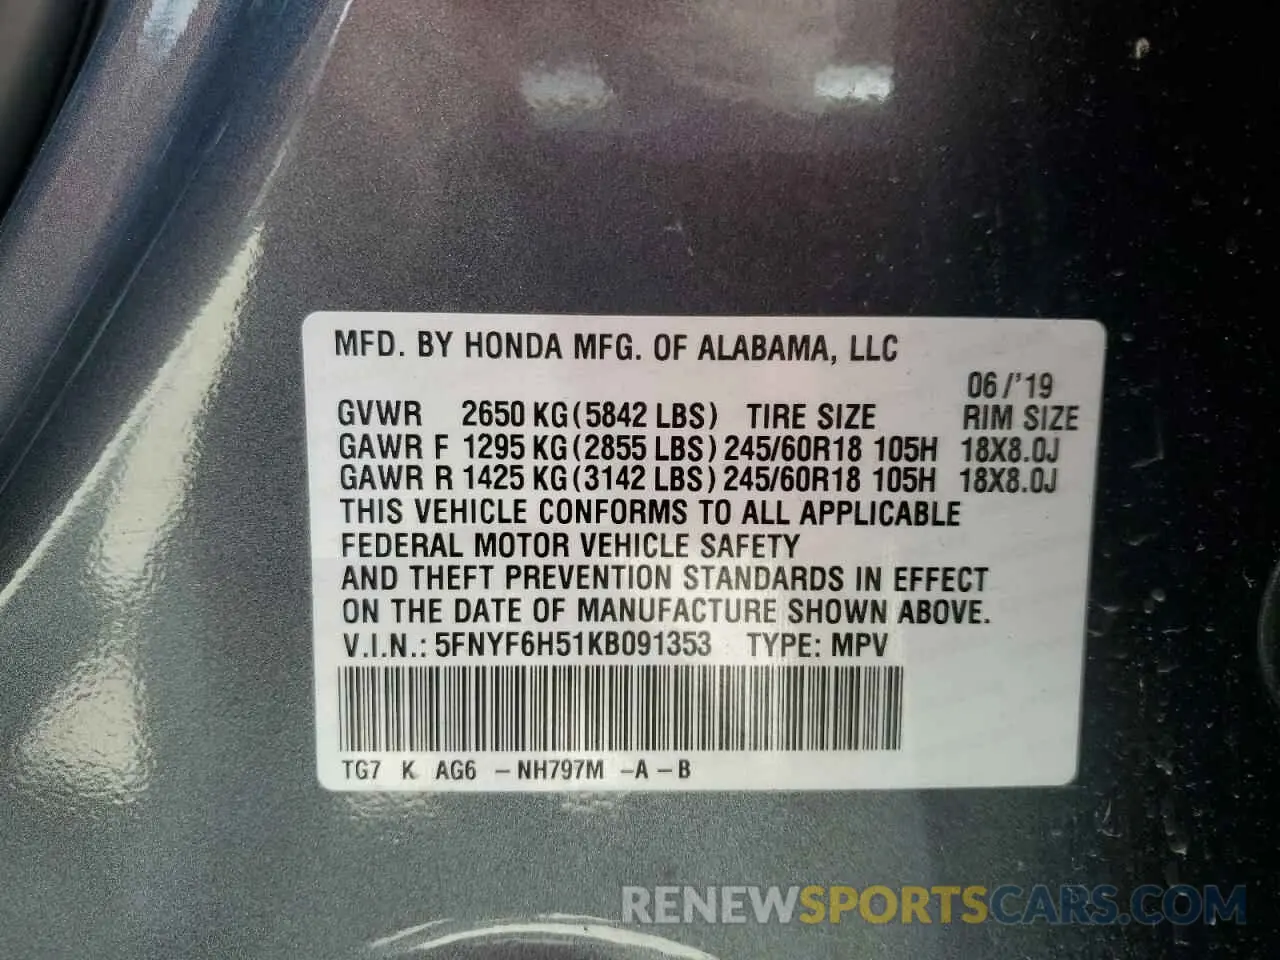 MFD. BY HONDA MFG. OF ALABAMA, LLC
06/'19
GVWR 2650 KG(5842 LBS) TIRE SIZE RIM SIZE
GAWR F 1295 KG(2855 LBS) 245/60R18 105H 18X8.0J
GAWR R 1425 KG(3142 LBS) 245/60R18 105H 18X8.0J
THIS VEHICLE CONFORMS TO ALL APPLICABLE
FEDERAL MOTOR VEHICLE SAFETY
AND THEFT PREVENTION STANDARDS IN EFFECT
ON THE DATE OF MANUFACTURE SHOWN ABOVE.
V.I.N.: 5FNYF6H51KB091353 TYPE: MPV
TG7 K AG6 -NH797M -A-B
RENEWSPORTSCARS.COM